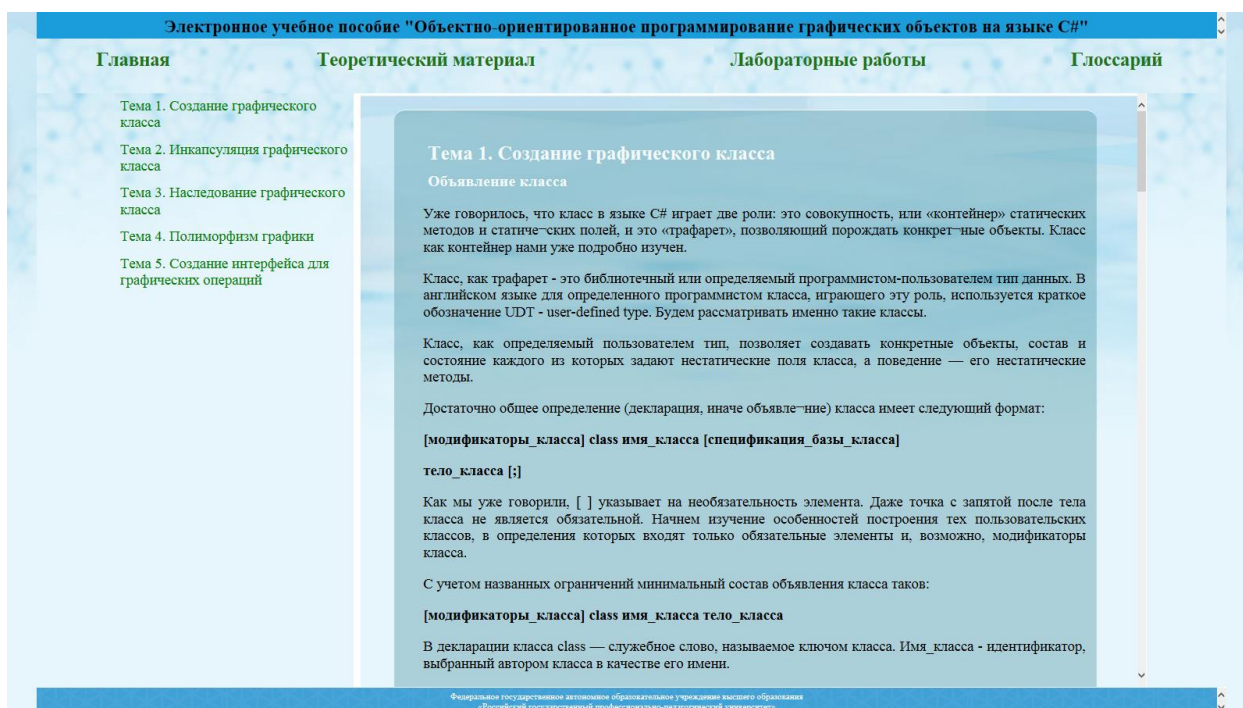 Электронное учебное пособие "Объектно-ориентированное программирование графических объектов на языке C#"
Главная Теоретический материал Лабораторные работы Глоссарий
Тема 1. Создание графического
класса
Тема 2. Инкапсуляция графического
класса
Тема 3. Наследование графического
класса
Тема 4. Полиморфизм графики
Тема 5. Создание интерфейса для
графических операций
Тема 1. Создание графического класса
Объявление класса
Уже говорилось, что класс в языке C# играет две роли: это совокупность, или «контейнер» статических
методов и статиче¬ских полей, и это «трафарет», позволяющий порождать конкрет¬ные объекты. Класс
как контейнер нами уже подробно изучен.
Класс, как трафарет - это библиотечный или определяемый программистом-пользователем тип данных. В
английском языке для определенного программистом класса, играющего эту роль, используется краткое
обозначение UDT - user-defined type. Будем рассматривать именно такие классы.
Класс, как определяемый пользователем тип, позволяет создавать конкретные объекты, состав и
состояние каждого из которых задают нестатические поля класса, а поведение — его нестатические
методы.
Достаточно общее определение (декларация, иначе объявле¬ние) класса имеет следующий формат:
[модификаторы_класса] class имя_класса [спецификация_базы_класса]
тело_класса [;]
Как мы уже говорили, [ ] указывает на необязательность элемента. Даже точка с запятой после тела
класса не является обязательной. Начнем изучение особенностей построения тех пользовательских
классов, в определения которых входят только обязательные элементы и, возможно, модификаторы
класса.
С учетом названных ограничений минимальный состав объявления класса таков:
[модификаторы_класса] class имя_класса тело_класса
В декларации класса class — служебное слово, называемое ключом класса. Имя_класса - идентификатор,
выбранный автором класса в качестве его имени.
Федеральное государственное автономное образовательное учреждение высшего образования
«Российский государственный профессионально-педагогический университет»